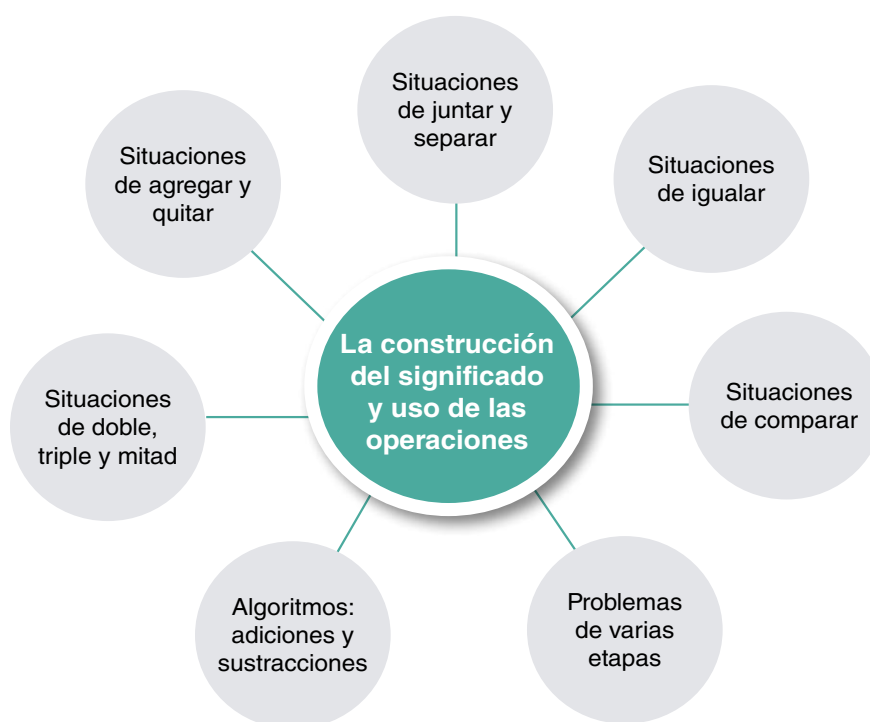 Situaciones
de juntar y
separar
Situaciones
de agregar y
quitar
Situaciones
de igualar
La construcción
del significado
y uso de las
operaciones
Situaciones
de doble,
triple y mitad
Situaciones
de comparar
Algoritmos:
adiciones y
sustracciones
Problemas
de varias
etapas